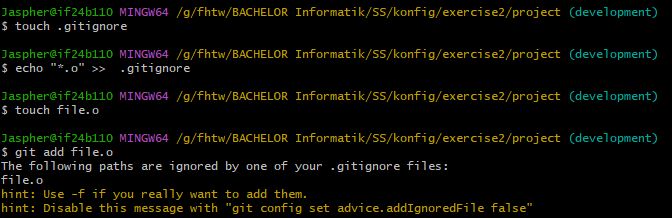 Jaspher@if24b110 MINGW64 /g/fhtw/BACHELOR Informatik/SS/konfig/exercise2/project (development)
$ touch .gitignore
Jaspher@if24b110 MINGW64 /g/fhtw/BACHELOR Informatik/SS/konfig/exercise2/project (development)
$ echo "*.o" >>  .gitignore
Jaspher@if24b110 MINGW64 /g/fhtw/BACHELOR Informatik/SS/konfig/exercise2/project (development)
$ touch file.o
Jaspher@if24b110 MINGW64 /g/fhtw/BACHELOR Informatik/SS/konfig/exercise2/project (development)
$ git add file.o
The following paths are ignored by one of your .gitignore files:
file.o
hint: Use -f if you really want to add them.
hint: Disable this message with "git config set advice.addIgnoredFile false"